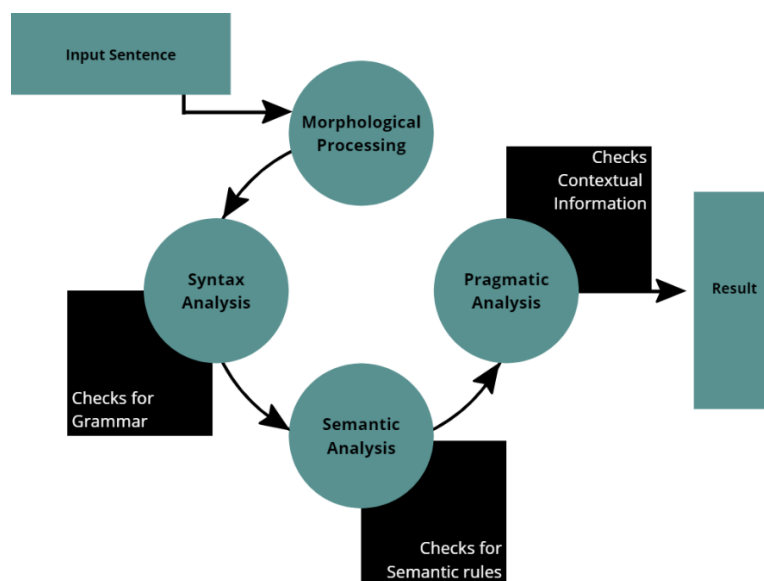 Input Sentence
Morphological
Processing
Checks
Contextual
Information
Syntax
Analysis
Pragmatic
Analysis
Result
Checks for
Grammar
Semantic
Analysis
Checks for
Semantic rules